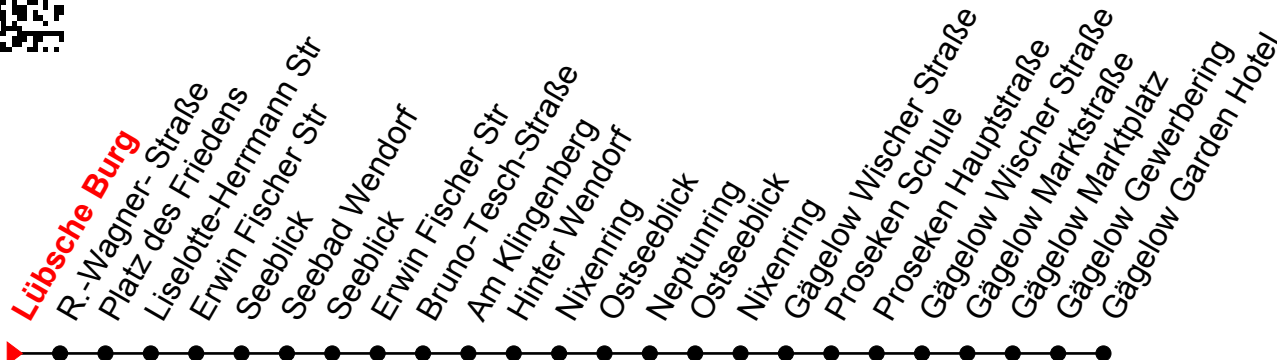 Lübsche Burg
R.-Wagner- Straße
Platz des Friedens
Liselotte-Herrmann Str
Erwin Fischer Str
Seeblick
Seebad Wendorf
Seeblick
Erwin Fischer Str
Bruno-Tesch-Straße
Am Klingenberg
Hinter Wendorf
Nixenring
Ostseeblick
Neptunring
Ostseeblick
Nixenring
Gägelow Wischer Straße
Proseken Schule
Proseken Hauptstraße
Gägelow Wischer Straße
Gägelow Marktstraße
Gägelow Marktplatz
Gägelow Gewerbering
Gägelow Garden Hotel